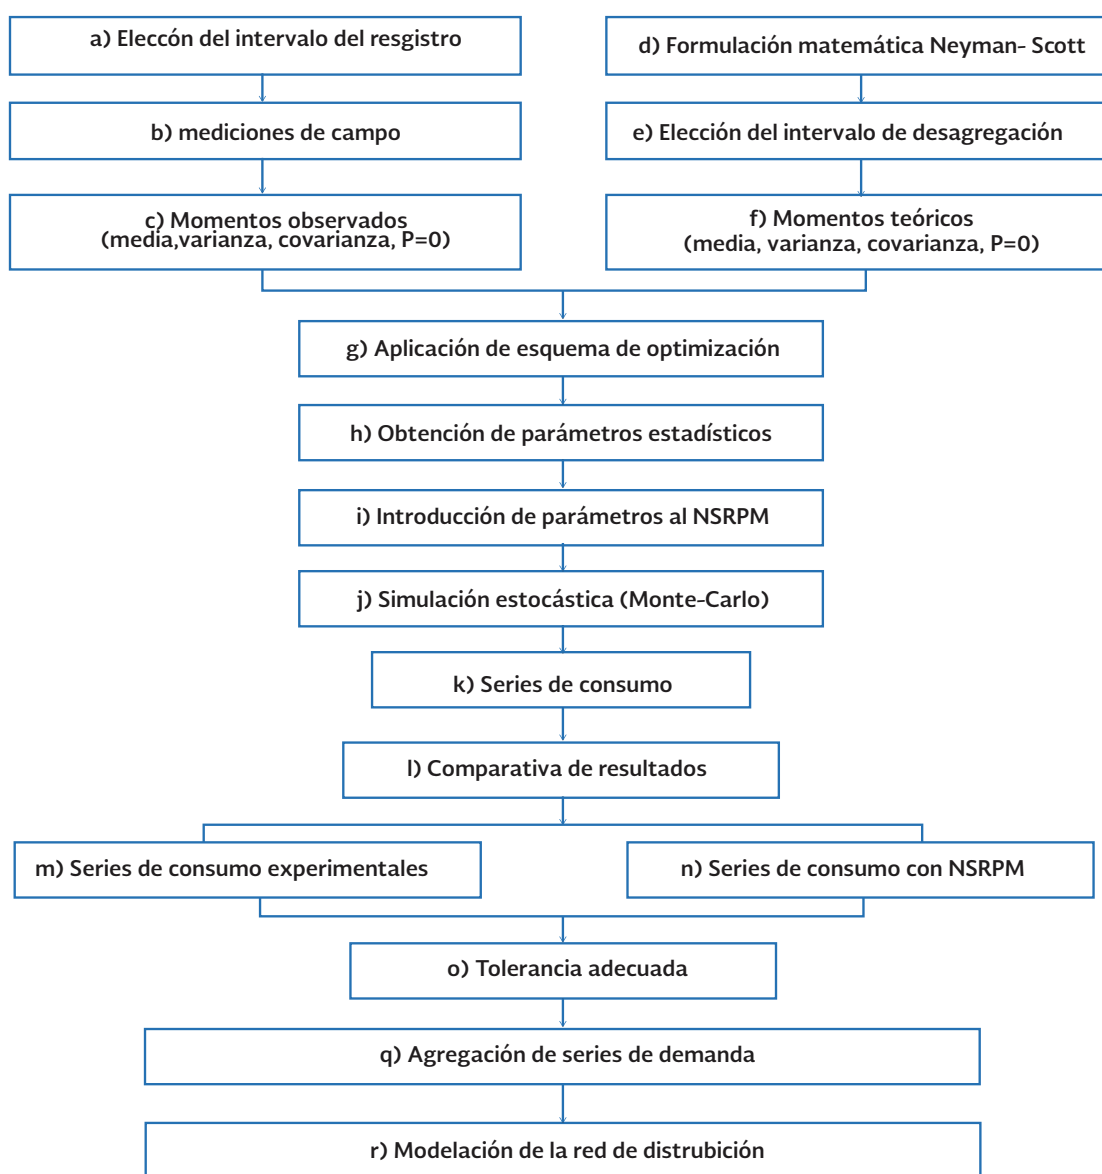 a) Eleccón del intervalo del resgistro
b) mediciones de campo
c) Momentos observados
(media,varianza, covarianza, P=0)
d) Formulación matemática Neyman- Scott
e) Elección del intervalo de desagregación
f) Momentos teóricos
(media, varianza, covarianza, P=0)
g) Aplicación de esquema de optimización
h) Obtención de parámetros estadísticos
i) Introducción de parámetros al NSRPM
j) Simulación estocástica (Monte-Carlo)
k) Series de consumo
l) Comparativa de resultados
m) Series de consumo experimentales
n) Series de consumo con NSRPM
o) Tolerancia adecuada
q) Agregación de series de demanda
r) Modelación de la red de distrubición